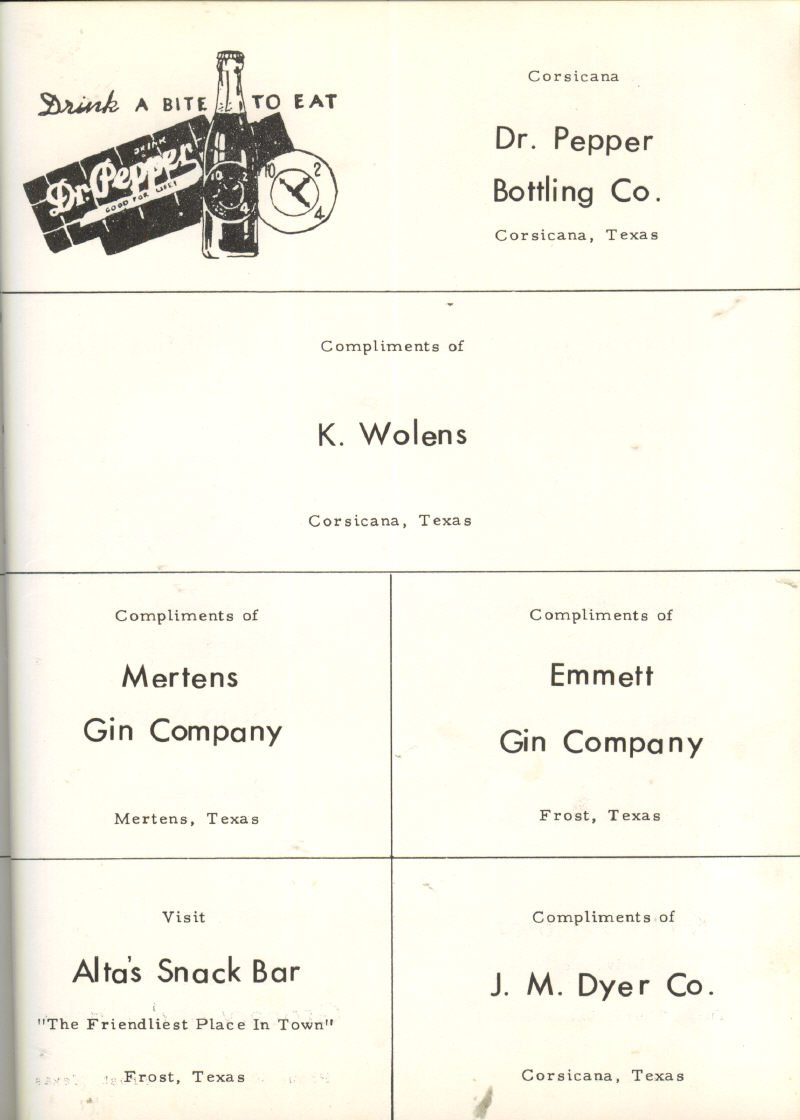 Drink A BITE TO EAT
DRINK
Dr. Pepper
GOOD FOR LIFE!
10 2
4
10 2
4
Corsicana
Dr. Pepper
Bottling Co.
Corsicana, Texas
Compliments of
K. Wolens
Corsicana, Texas
Compliments of
Mertens
Gin Company
Mertens, Texas
Compliments of
Emmett
Gin Company
Frost, Texas
Visit
Alta's Snack Bar
"The Friendliest Place In Town"
Frost, Texas
Compliments of
J. M. Dyer Co.
Corsicana, Texas